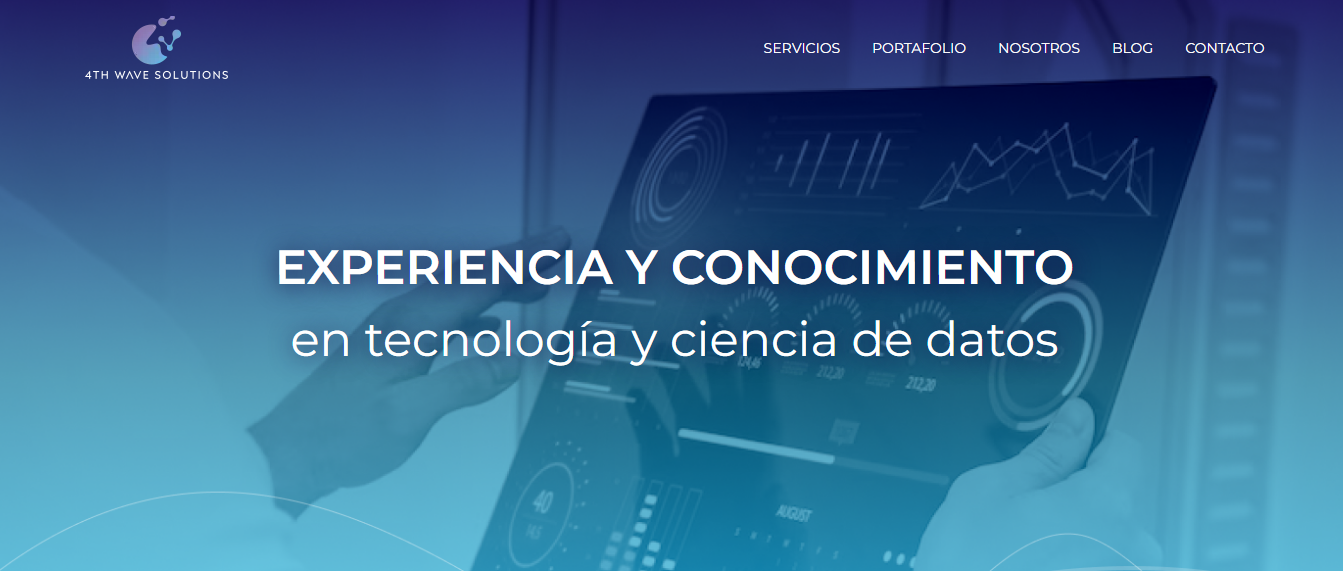 4TH WAVE SOLUTIONS
SERVICIOS PORTAFOLIO NOSOTROS BLOG CONTACTO
EXPERIENCIA Y CONOCIMIENTO
en tecnología y ciencia de datos
212,20 212,20
40
AUGUST